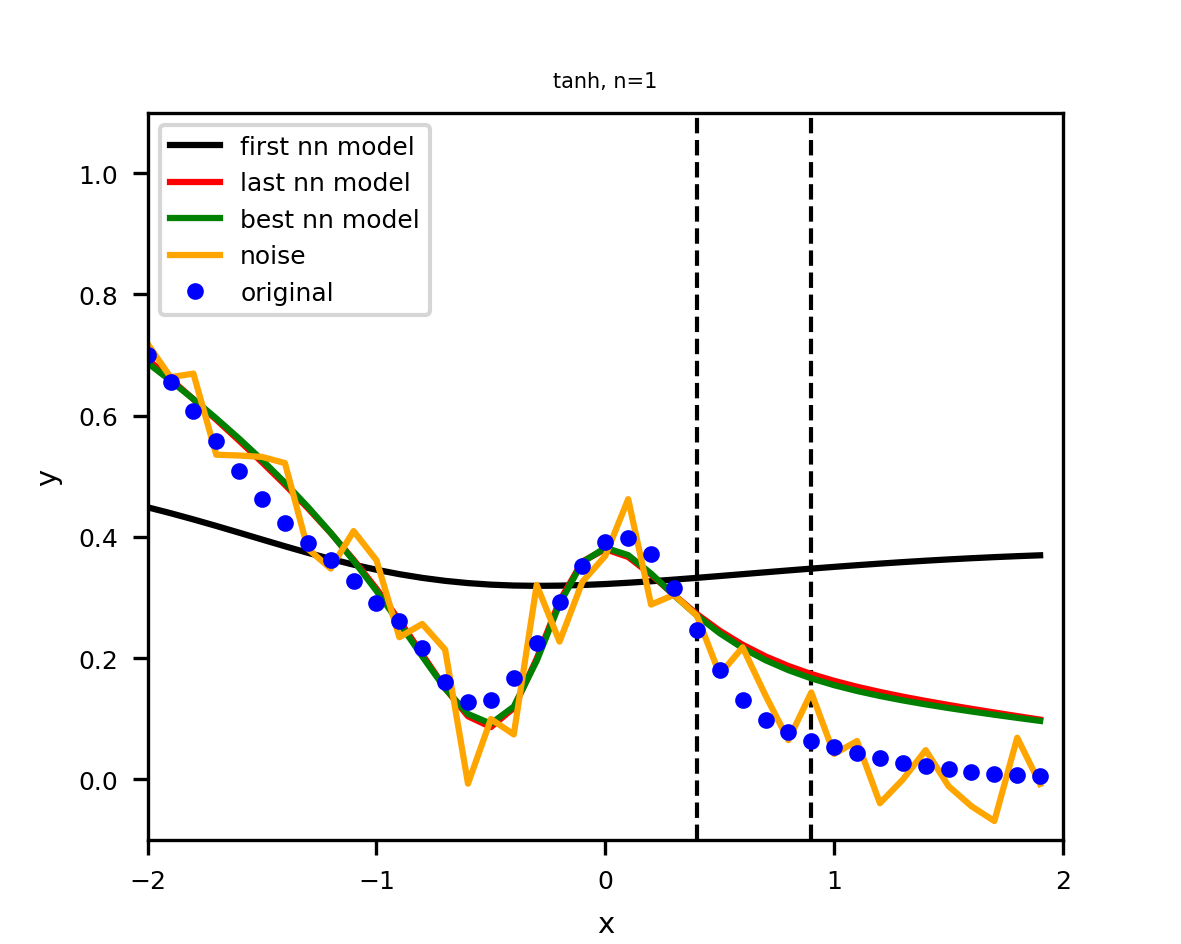 tanh, n=1
first nn model
last nn model
best nn model
noise
original
1.0
0.8
0.6
0.4
0.2
0.0
y
−2 −1 0 1 2
x